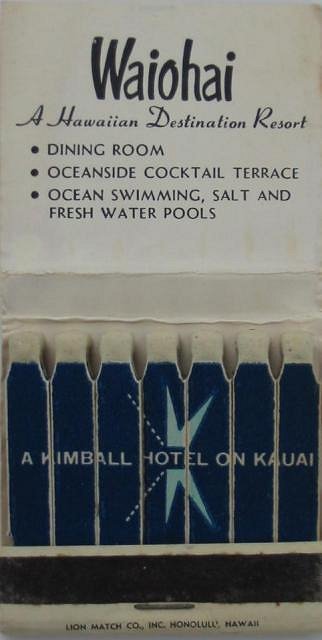 Waiohai
A Hawaiian Destination Resort
• DINING ROOM
• OCEANSIDE COCKTAIL TERRACE
• OCEAN SWIMMING, SALT AND
FRESH WATER POOLS
A KIMBALL HOTEL ON KAUAI
LION MATCH CO., INC. HONOLULU, HAWAII